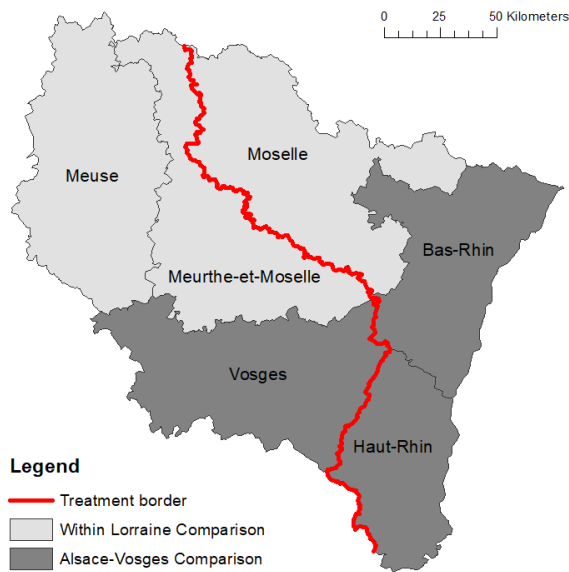 0 25 50 Kilometers
Moselle
Meuse
Bas-Rhin
Meurthe-et-Moselle
Vosges
Haut-Rhin
Legend
Treatment border
Within Lorraine Comparison
Alsace-Vosges Comparison